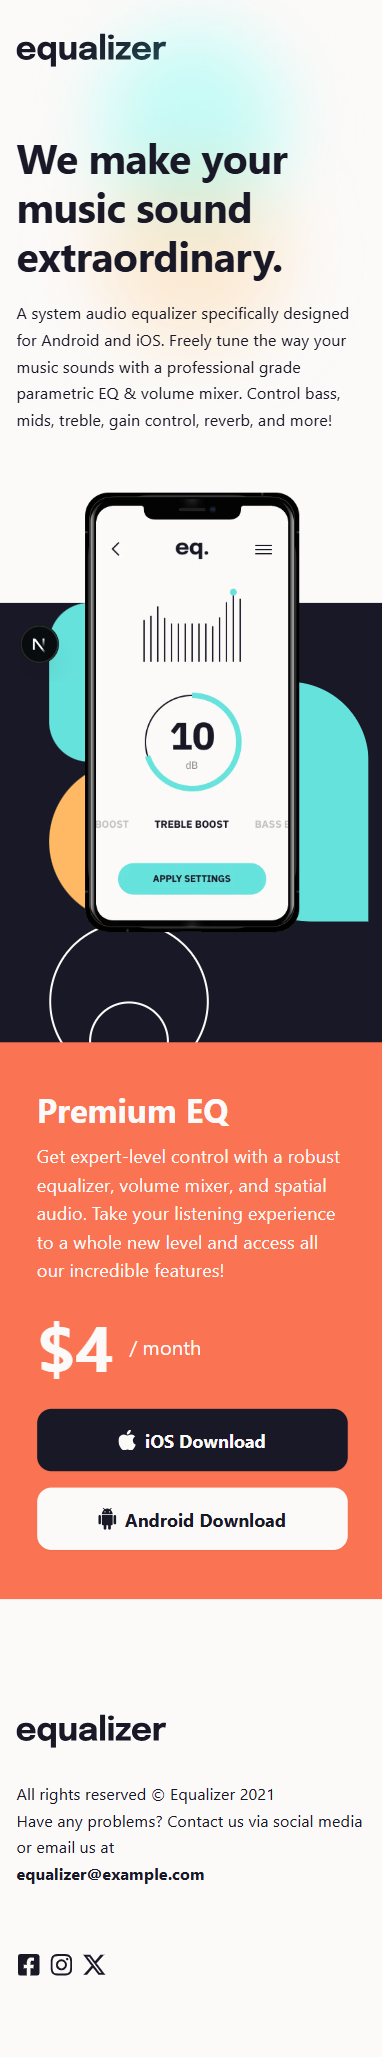 equalizer
We make your
music sound
extraordinary.
A system audio equalizer specifically designed
for Android and iOS. Freely tune the way your
music sounds with a professional grade
parametric EQ & volume mixer. Control bass,
mids, treble, gain control, reverb, and more!
eq.
N
10
dB
BOOST TREBLE BOOST BASS
APPLY SETTINGS
Premium EQ
Get expert-level control with a robust
equalizer, volume mixer, and spatial
audio. Take your listening experience
to a whole new level and access all
our incredible features!
$4 / month
iOS Download
Android Download
equalizer
All rights reserved © Equalizer 2021
Have any problems? Contact us via social media
or email us at
equalizer@example.com